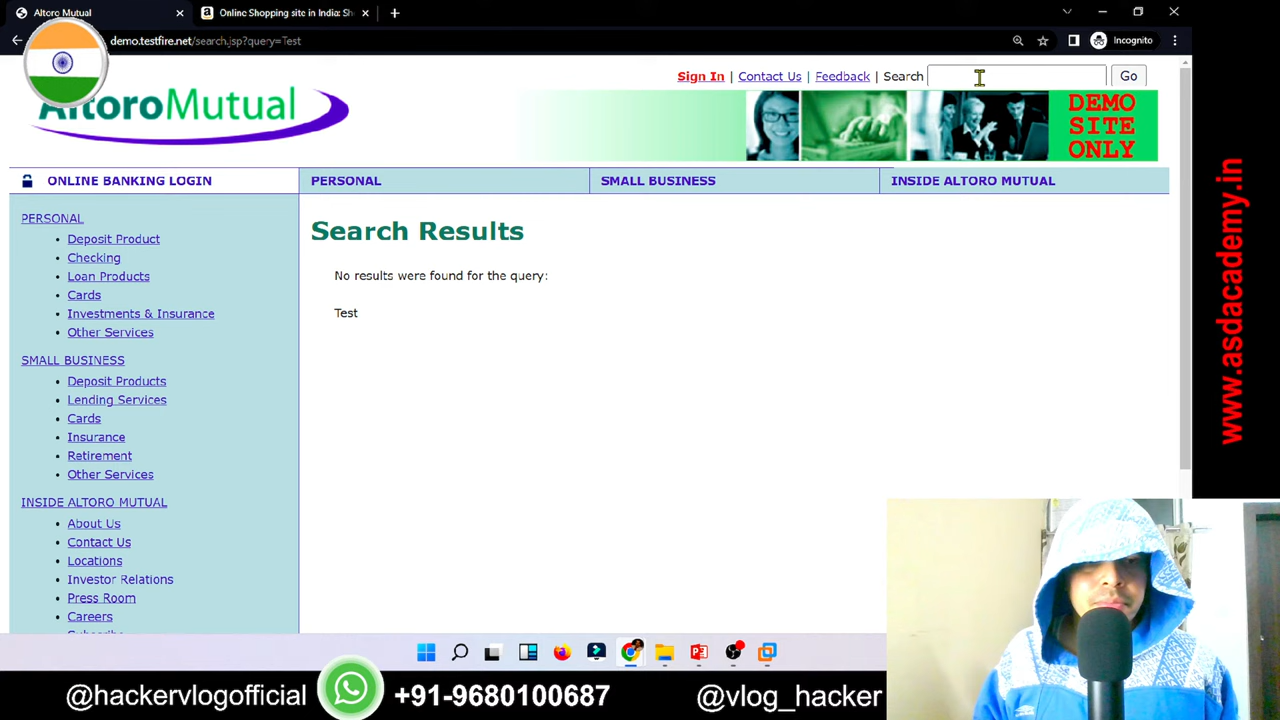 Altoro Mutual
Online Shopping site in India: Sh
demo.testfire.net/search.jsp?query=Test
Incognito
Sign In | Contact Us | Feedback | Search
Go
AltoroMutual
DEMO
SITE
ONLY
ONLINE BANKING LOGIN
PERSONAL
SMALL BUSINESS
INSIDE ALTORO MUTUAL
PERSONAL
Deposit Product
Checking
Loan Products
Cards
Investments & Insurance
Other Services
SMALL BUSINESS
Deposit Products
Lending Services
Cards
Insurance
Retirement
Other Services
INSIDE ALTORO MUTUAL
About Us
Contact Us
Locations
Investor Relations
Press Room
Careers
Search Results
No results were found for the query:
Test
www.asdacademy.in
@hackervlogofficial
+91-9680100687
@vlog_hacker